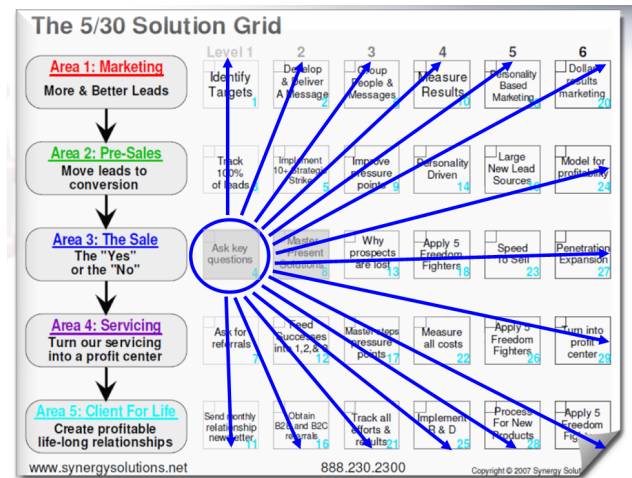 The 5/30 Solution Grid
Level 1 2 3 4 5 6
Area 1: Marketing
More & Better Leads
Identify
Targets
1
Develop
& Deliver
A Message
2
Group
People &
Messages
Measure
Results
10
Personality
Based
Marketing
Dollar
results
marketing
20
Area 2: Pre-Sales
Move leads to
conversion
Track
100%
of leads
3
Implement
10+ Strategic
Strikes
5
Improve
pressure
points
9
Personality
Driven
14
Large
New Lead
Sources
Model for
profitability
24
Area 3: The Sale
The "Yes"
or the "No"
Ask key
questions
4
Master
Present
Solutions
8
Why
prospects
are lost
13
Apply 5
Freedom
Fighters
18
Speed
To Sell
23
Penetration
Expansion
27
Area 4: Servicing
Turn our servicing
into a profit center
Ask for
referrals
7
Feed
Successes
into 1,2,& 3
12
Master steps
pressure
points
17
Measure
all costs
22
Apply 5
Freedom
Fighters
26
Turn into
profit
center
29
Area 5: Client For Life
Create profitable
life-long relationships
Send monthly
relationship
newsletter
11
Obtain
B2B and B2C
referrals
16
Track all
efforts &
results
21
Implement
R & D
25
Process
For New
Products
28
Apply 5
Freedom
www.synergysolutions.net
888.230.2300
Copyright © 2007 Synergy